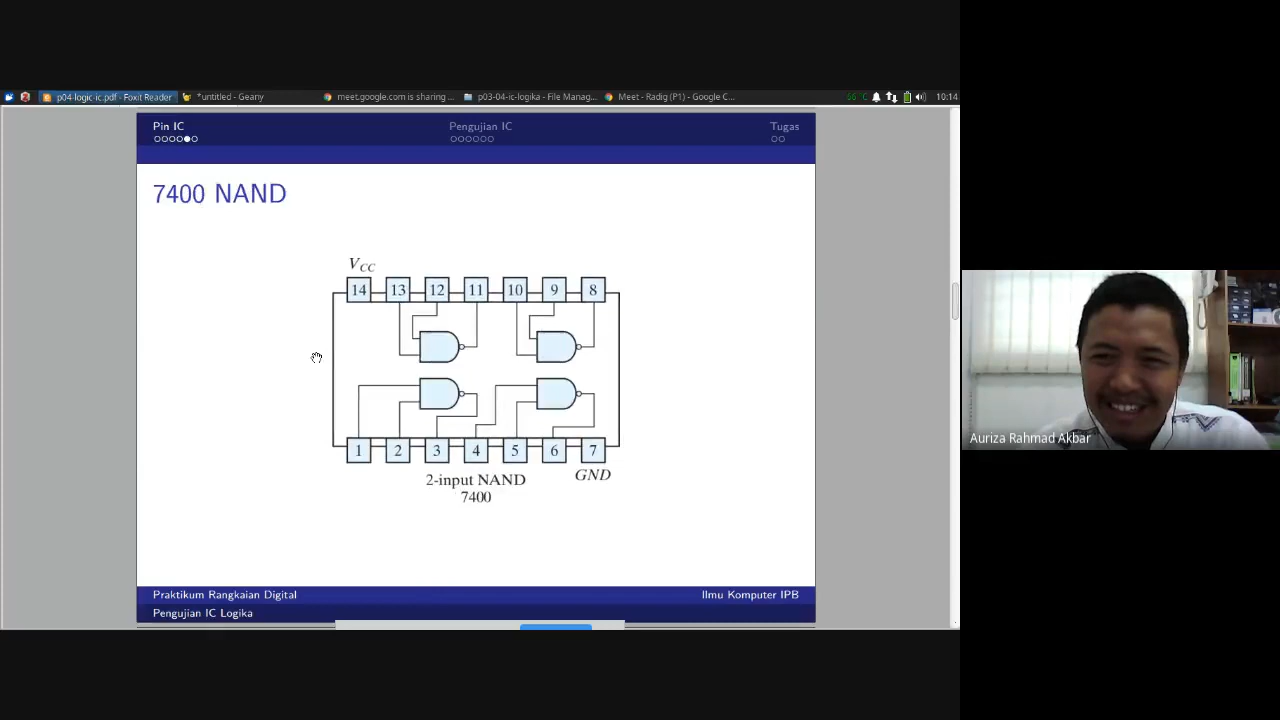 p04-logic-ic.pdf - Foxit Reader
*untitled - Geany
meet.google.com is sharing ...
p03-04-ic-logika - File Manag...
Meet - Radig (P1) - Google C...
66°C
10:14
Pin IC
Pengujian IC
Tugas
7400 NAND
VCC
14 13 12 11 10 9 8
1 2 3 4 5 6 7
2-input NAND
GND
7400
Praktikum Rangkaian Digital
Ilmu Komputer IPB
Pengujian IC Logika
Auriza Rahmad Akbar